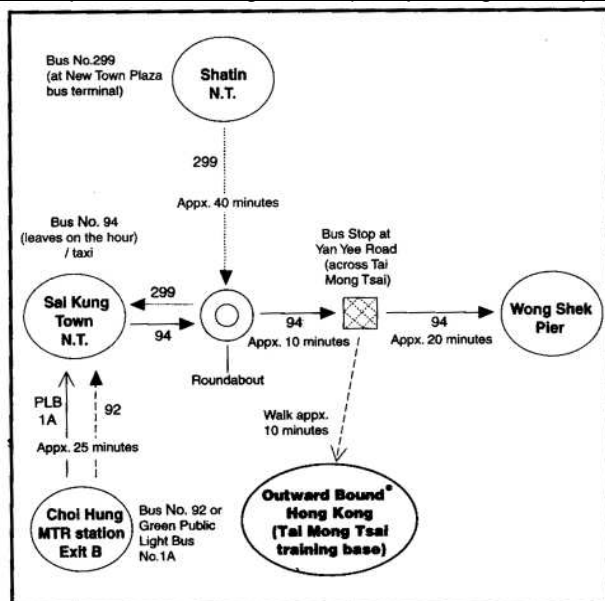 Bus No.299
(at New Town Plaza
bus terminal)
Shatin
N.T.
299
Appx. 40 minutes
Bus No. 94
(leaves on the hour)
/ taxi
Bus Stop at
Yan Yee Road
(across Tai
Mong Tsai)
Sai Kung
Town
N.T.
299
94
Roundabout
94
Appx. 10 minutes
94
Appx. 20 minutes
Wong Shek
Pier
PLB
1A
92
Appx. 25 minutes
Walk appx.
10 minutes
Choi Hung
MTR station
Exit B
Bus No. 92 or
Green Public
Light Bus
No.1A
Outward Bound®
Hong Kong
(Tai Mong Tsai
training base)